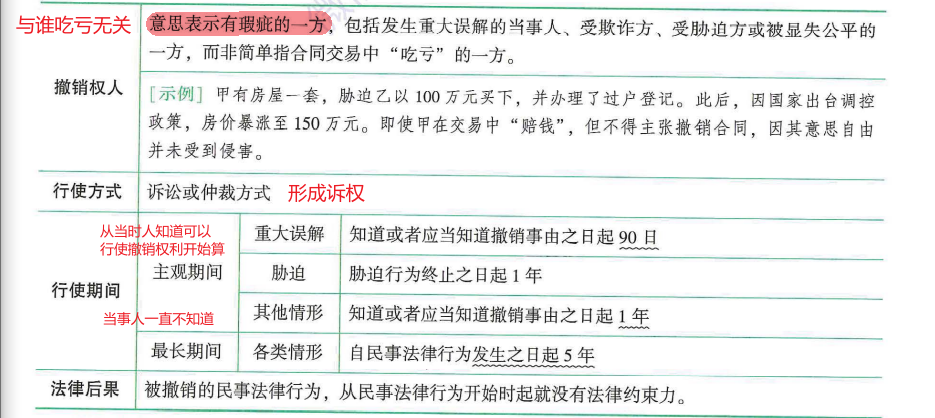 与谁吃亏无关
意思表示有瑕疵的一方，包括发生重大误解的当事人、受欺诈方、受胁迫方或被显失公平的
一方，而非简单指合同交易中“吃亏”的一方。
撤销权人
［示例］甲有房屋一套，胁迫乙以 100 万元买下，并办理了过户登记。此后，因国家出台调控
政策，房价暴涨至 150 万元。即使甲在交易中“赔钱”，但不得主张撤销合同，因其意思自由
并未受到侵害。
行使方式 诉讼或仲裁方式 形成诉权
从当时人知道可以
行使撤销权利开始算
重大误解 知道或者应当知道撤销事由之日起 90 日
主观期间 胁迫 胁迫行为终止之日起 1 年
行使期间
当事人一直不知道
其他情形 知道或者应当知道撤销事由之日起 1 年
最长期间 各类情形 自民事法律行为发生之日起 5 年
法律后果 被撤销的民事法律行为，从民事法律行为开始时起就没有法律约束力。